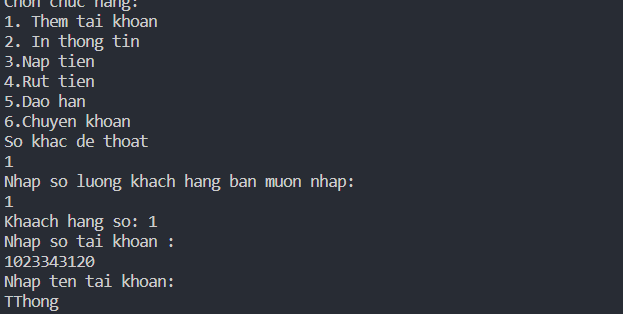 Chon chuc nang:
1. Them tai khoan
2. In thong tin
3.Nap tien
4.Rut tien
5.Dao han
6.Chuyen khoan
So khac de thoat
1
Nhap so luong khach hang ban muon nhap:
1
Khaach hang so: 1
Nhap so tai khoan :
1023343120
Nhap ten tai khoan:
TThong